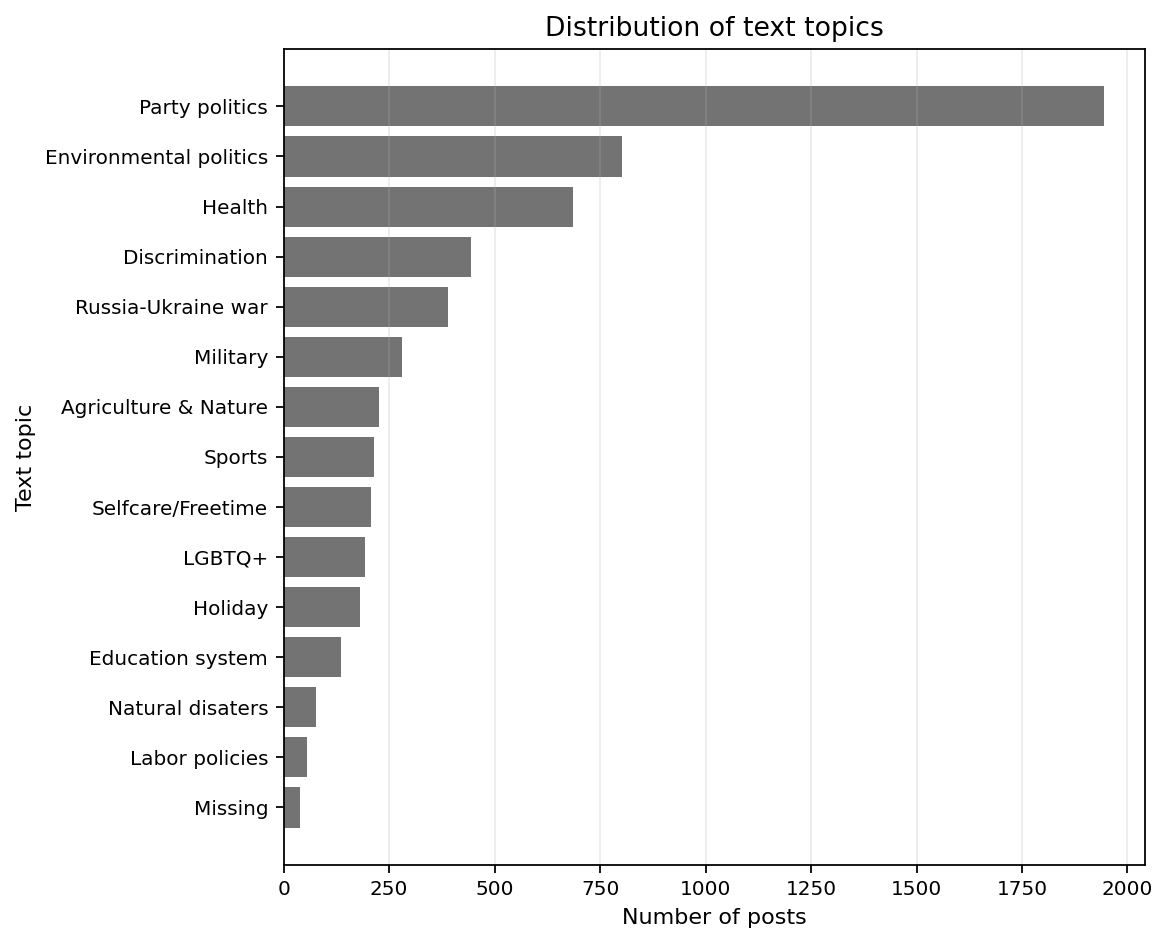 Distribution of text topics
Text topic
Party politics
Environmental politics
Health
Discrimination
Russia-Ukraine war
Military
Agriculture & Nature
Sports
Selfcare/Freetime
LGBTQ+
Holiday
Education system
Natural disaters
Labor policies
Missing
0 250 500 750 1000 1250 1500 1750 2000
Number of posts